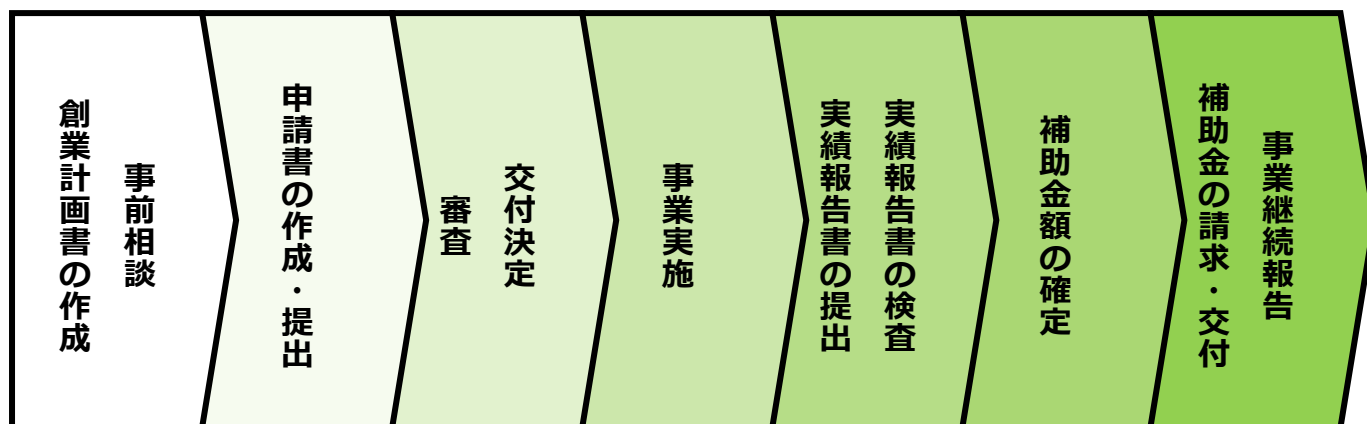 創業計画書の作成
事前相談
申請書の作成・提出
審査
交付決定
事業実施
実績報告書の提出
実績報告書の検査
補助金額の確定
補助金の請求・交付
事業継続報告